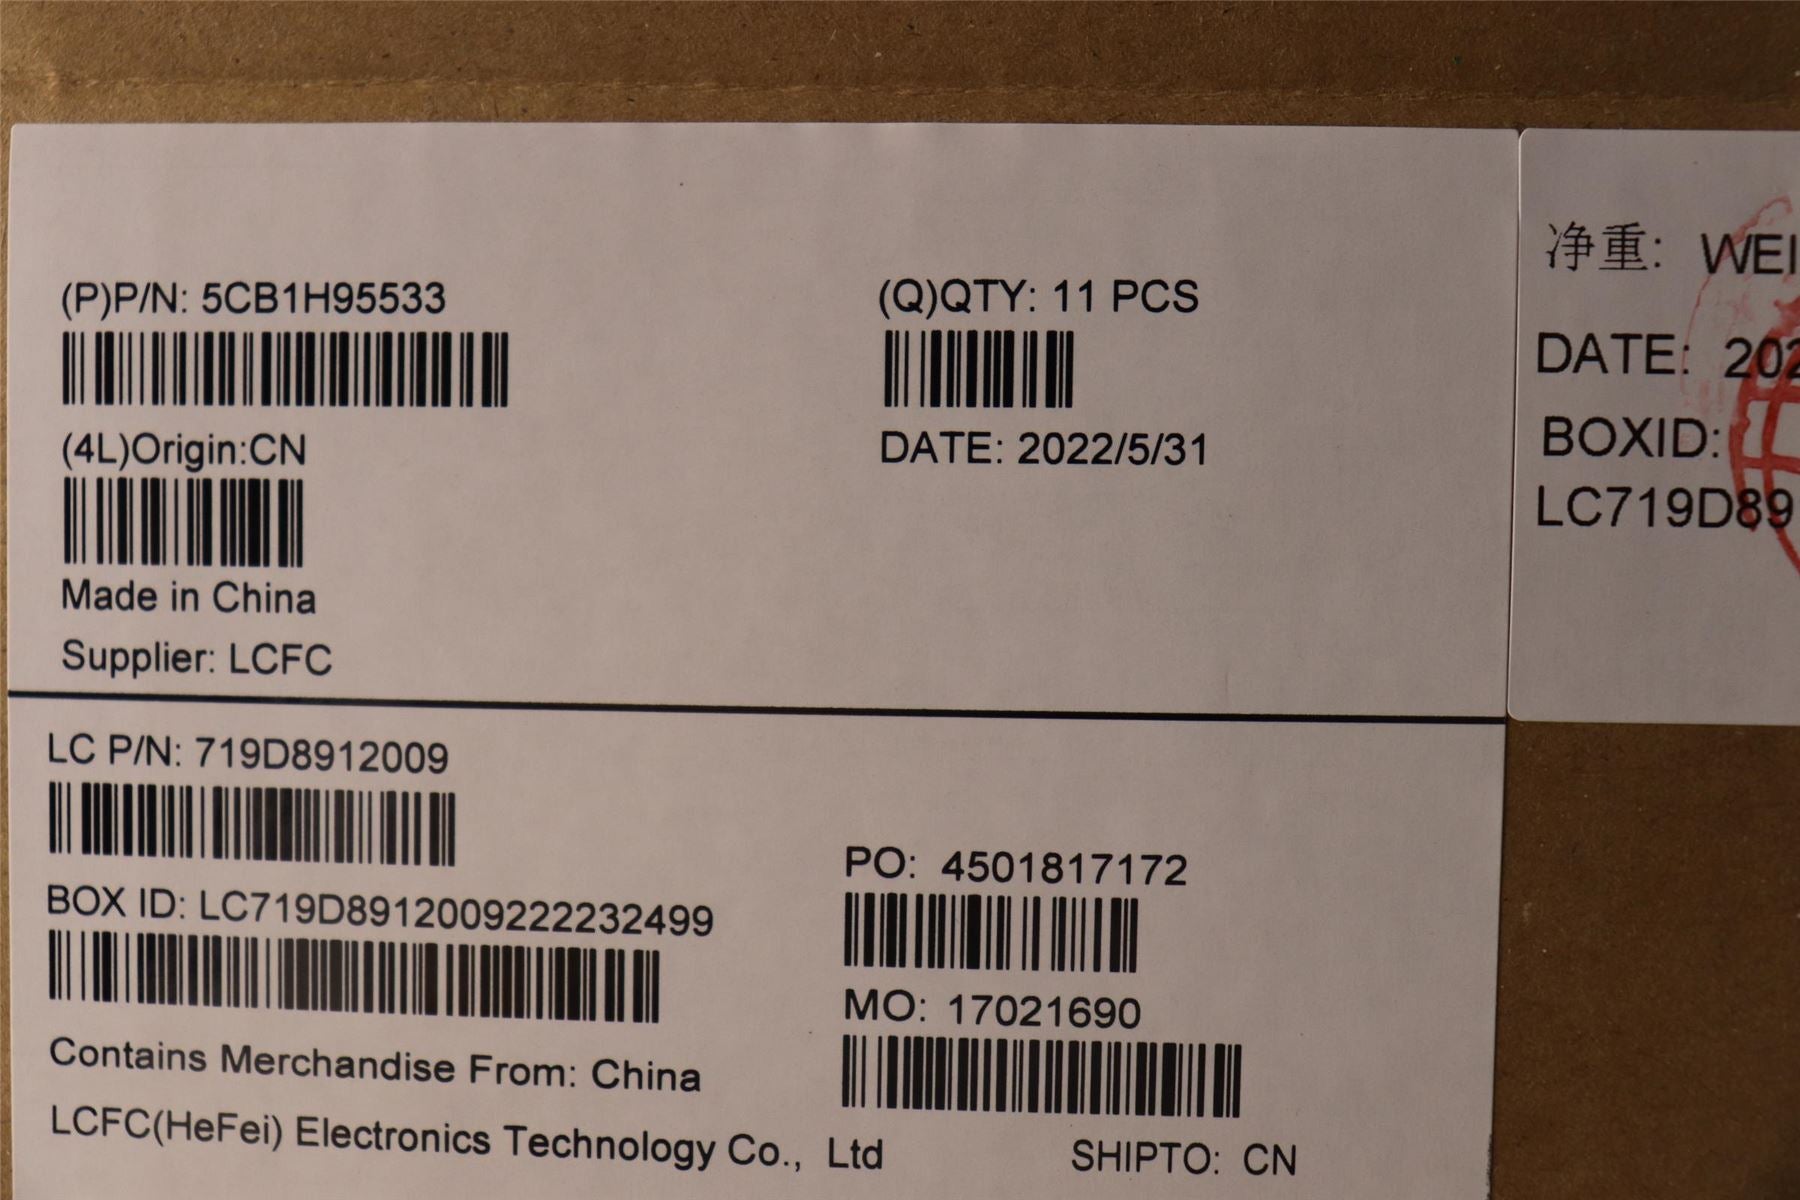 (P)P/N: 5CB1H95533
(Q)QTY: 11 PCS
(4L)Origin:CN
DATE: 2022/5/31
Made in China
Supplier: LCFC
LC P/N: 719D8912009
BOX ID: LC719D8912009222232499
PO: 4501817172
MO: 17021690
Contains Merchandise From: China
LCFC(HeFei) Electronics Technology Co., Ltd
SHIPTO: CN
净重: WEI
DATE: 202
BOXID:
LC719D89